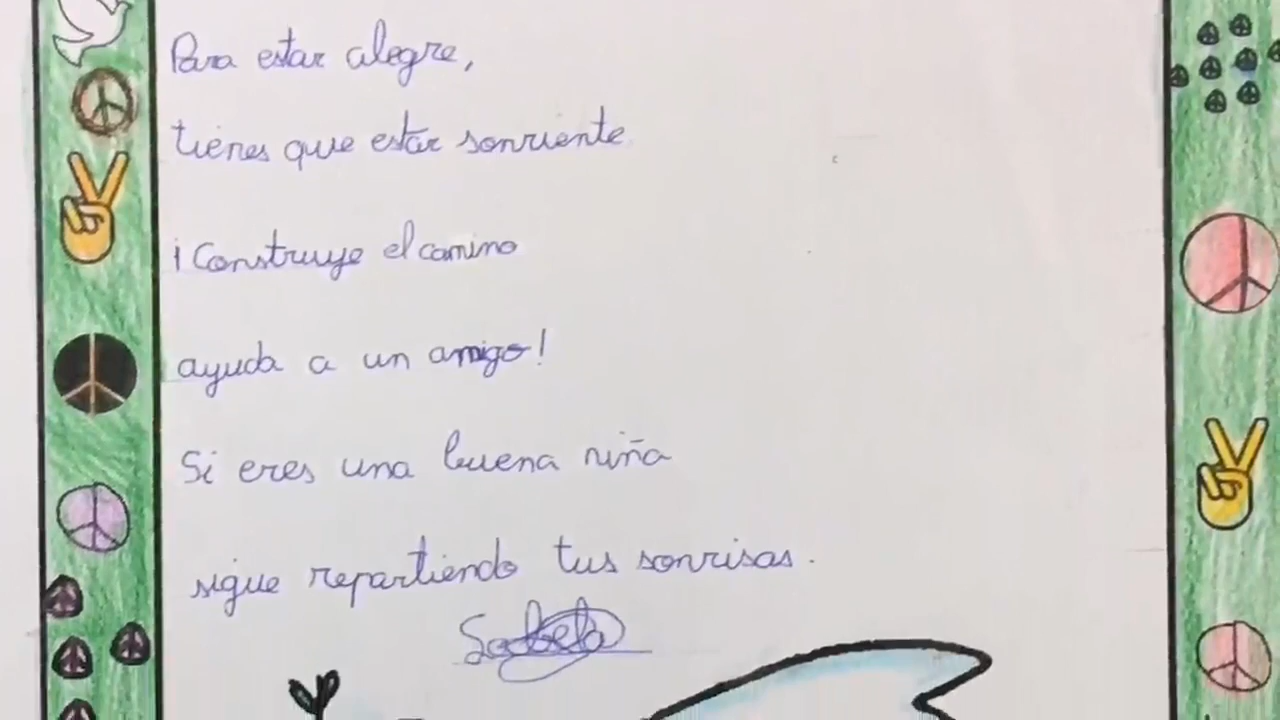 Para estar alegre,
tienes que estar sonriente.
¡Construye el camino
ayuda a un amigo!
Si eres una buena niña
sigue repartiendo tus sonrisas.
Sabela